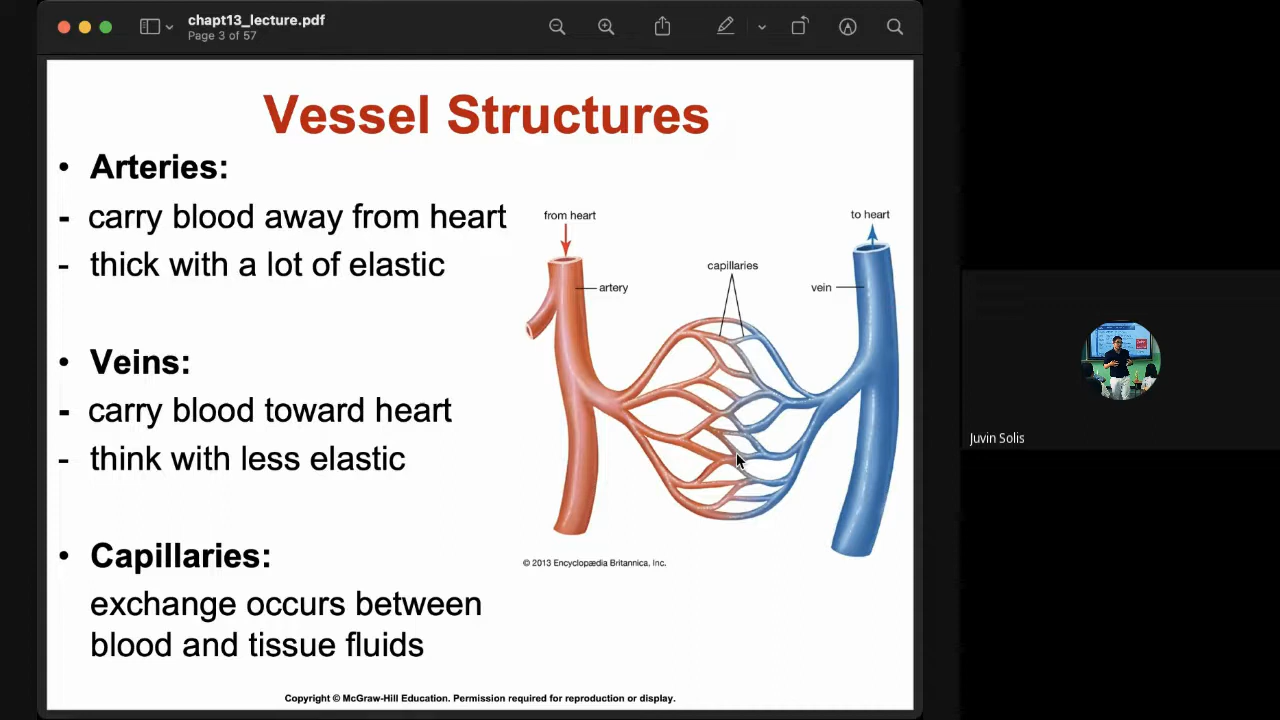 chapt13_lecture.pdf
Page 3 of 57
Vessel Structures
• Arteries:
- carry blood away from heart
- thick with a lot of elastic
• Veins:
- carry blood toward heart
- think with less elastic
• Capillaries:
exchange occurs between
blood and tissue fluids
from heart
to heart
capillaries
artery
vein
© 2013 Encyclopædia Britannica, Inc.
Copyright © McGraw-Hill Education. Permission required for reproduction or display.
Juvin Solis